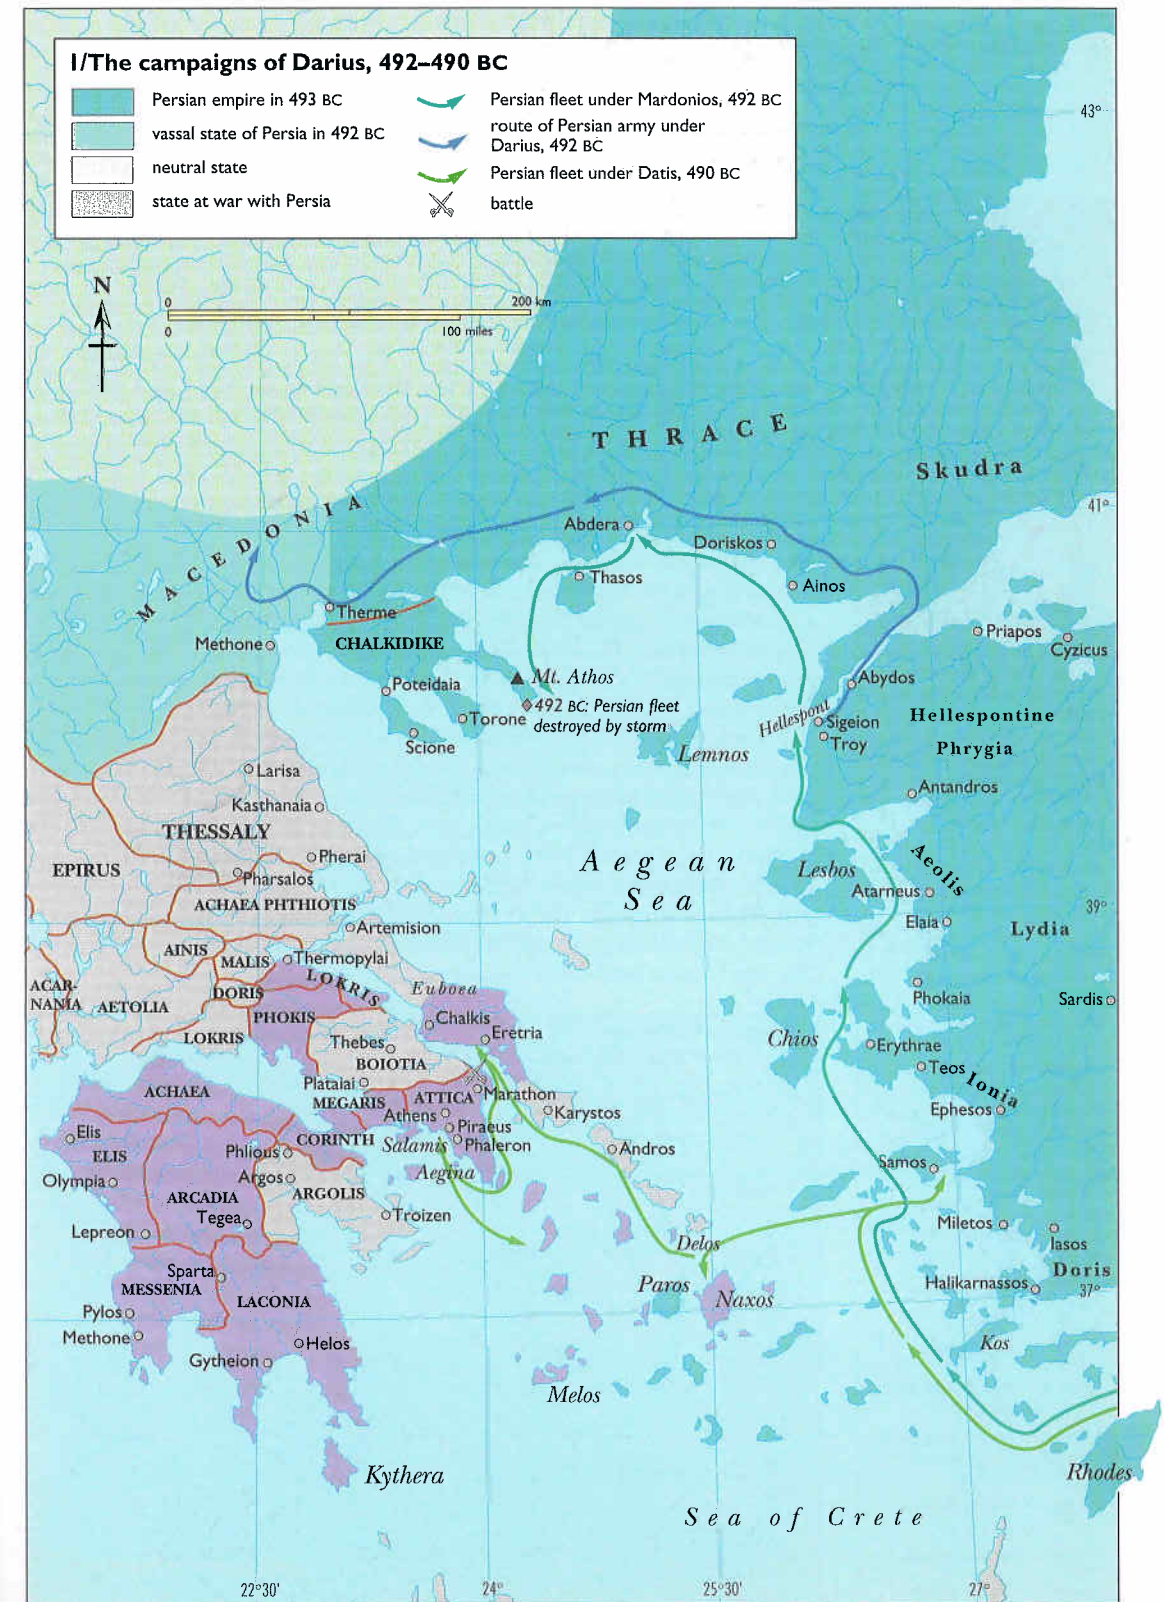 1/The campaigns of Darius, 492–490 BC
Persian empire in 493 BC
vassal state of Persia in 492 BC
neutral state
state at war with Persia
Persian fleet under Mardonios, 492 BC
route of Persian army under
Darius, 492 BC
Persian fleet under Datis, 490 BC
battle
43°
N
0
200 km
0
100 miles
THRACE
Skudra
41°
MACEDONIA
Abdera
Doriskos
Thasos
Ainos
Therme
Methone
CHALKIDIKE
Priapos
Cyzicus
Mt. Athos
Poteidaia
Abydos
492 BC: Persian fleet
destroyed by storm
Torone
Scione
Hellespont
Sigeion
Troy
Hellespontine
Phrygia
Lemnos
Larisa
Antandros
Kasthanaia
THESSALY
Pherai
EPIRUS
Pharsalos
Aegean
Sea
Lesbos
Aeolis
Atarneus
ACHAEA PHTHIOTIS
39°
Artemision
Elaia
Lydia
AINIS
MALIS
Thermopylai
LOKRIS
Euboea
ACAR-
NANIA
AETOLIA
DORIS
Phokaia
Sardis
PHOKIS
Chalkis
Eretria
LOKRIS
Thebes
BOIOTIA
Chios
Erythrae
Teos
Ionia
Plataiai
ACHAEA
MEGARIS
ATTICA
Marathon
Karystos
Ephesos
Athens
Piraeus
Elis
CORINTH
Salamis
Phaleron
ELIS
Phlious
Andros
Samos
Olympia
Argos
Aegina
ARCADIA
ARGOLIS
Tegea
Troizen
Miletos
Lepreon
Delos
Iasos
Sparta
MESSENIA
LACONIA
Paros
Naxos
Halikarnassos
Doris
37°
Pylos
Methone
Helos
Kos
Gytheion
Melos
Kythera
Rhodes
Sea of Crete
22°30'
24°
25°30'
27°